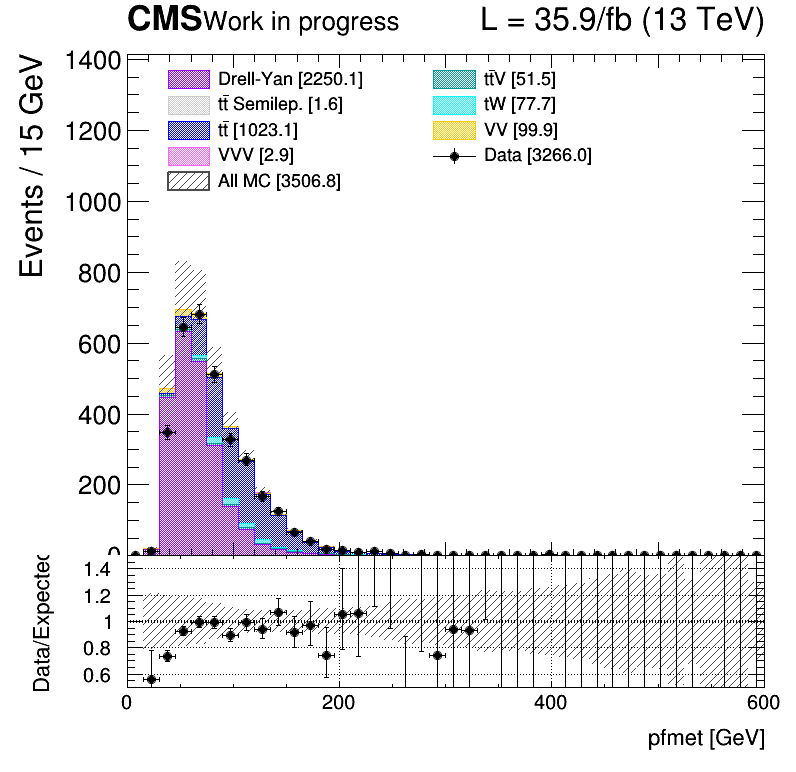 CMS Work in progress L = 35.9/fb (13 TeV)
Events / 15 GeV
1400
1200
1000
800
600
400
200
0
Drell-Yan [2250.1]
tt̄ Semilep. [1.6]
tt̄ [1023.1]
VVV [2.9]
All MC [3506.8]
tt̄V [51.5]
tW [77.7]
VV [99.9]
Data [3266.0]
Data/Expected
1.4
1.2
1
0.8
0.6
0 200 400 600
pfmet [GeV]